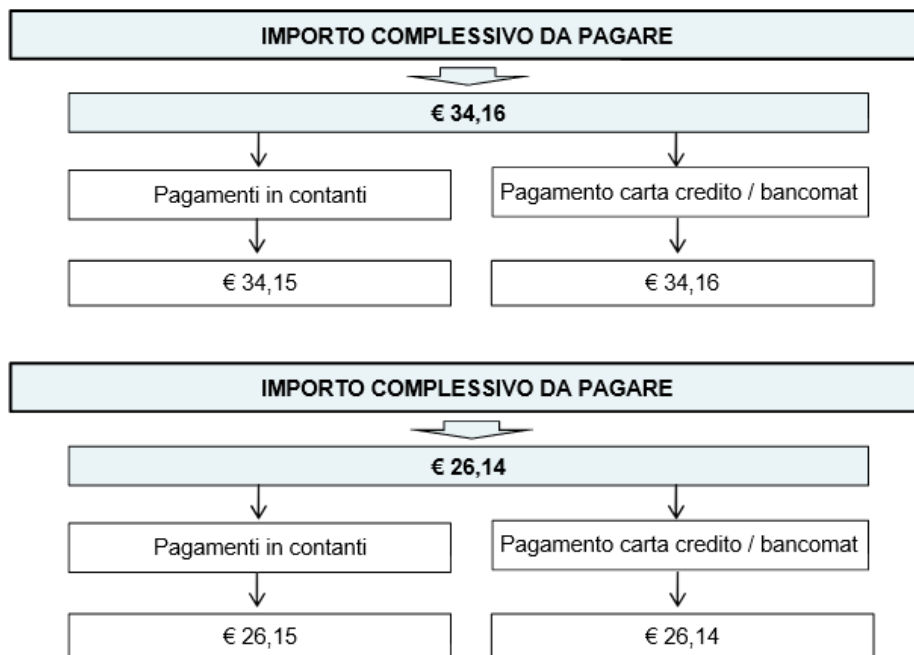 IMPORTO COMPLESSIVO DA PAGARE
€ 34,16
Pagamenti in contanti
Pagamento carta credito / bancomat
€ 34,15
€ 34,16
IMPORTO COMPLESSIVO DA PAGARE
€ 26,14
Pagamenti in contanti
Pagamento carta credito / bancomat
€ 26,15
€ 26,14